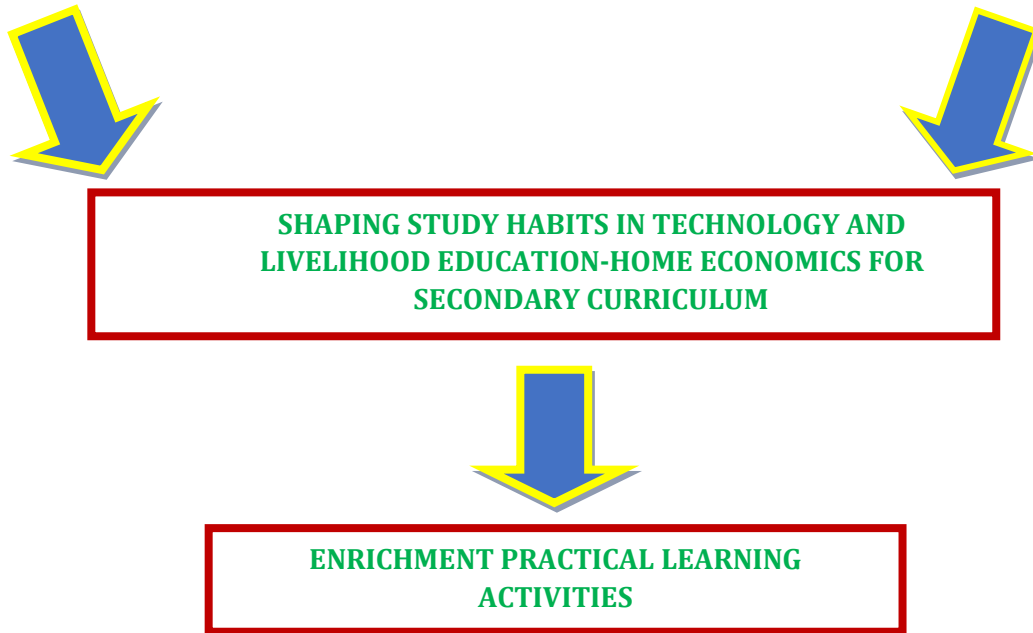 SHAPING STUDY HABITS IN TECHNOLOGY AND
LIVELIHOOD EDUCATION-HOME ECONOMICS FOR
SECONDARY CURRICULUM
ENRICHMENT PRACTICAL LEARNING
ACTIVITIES